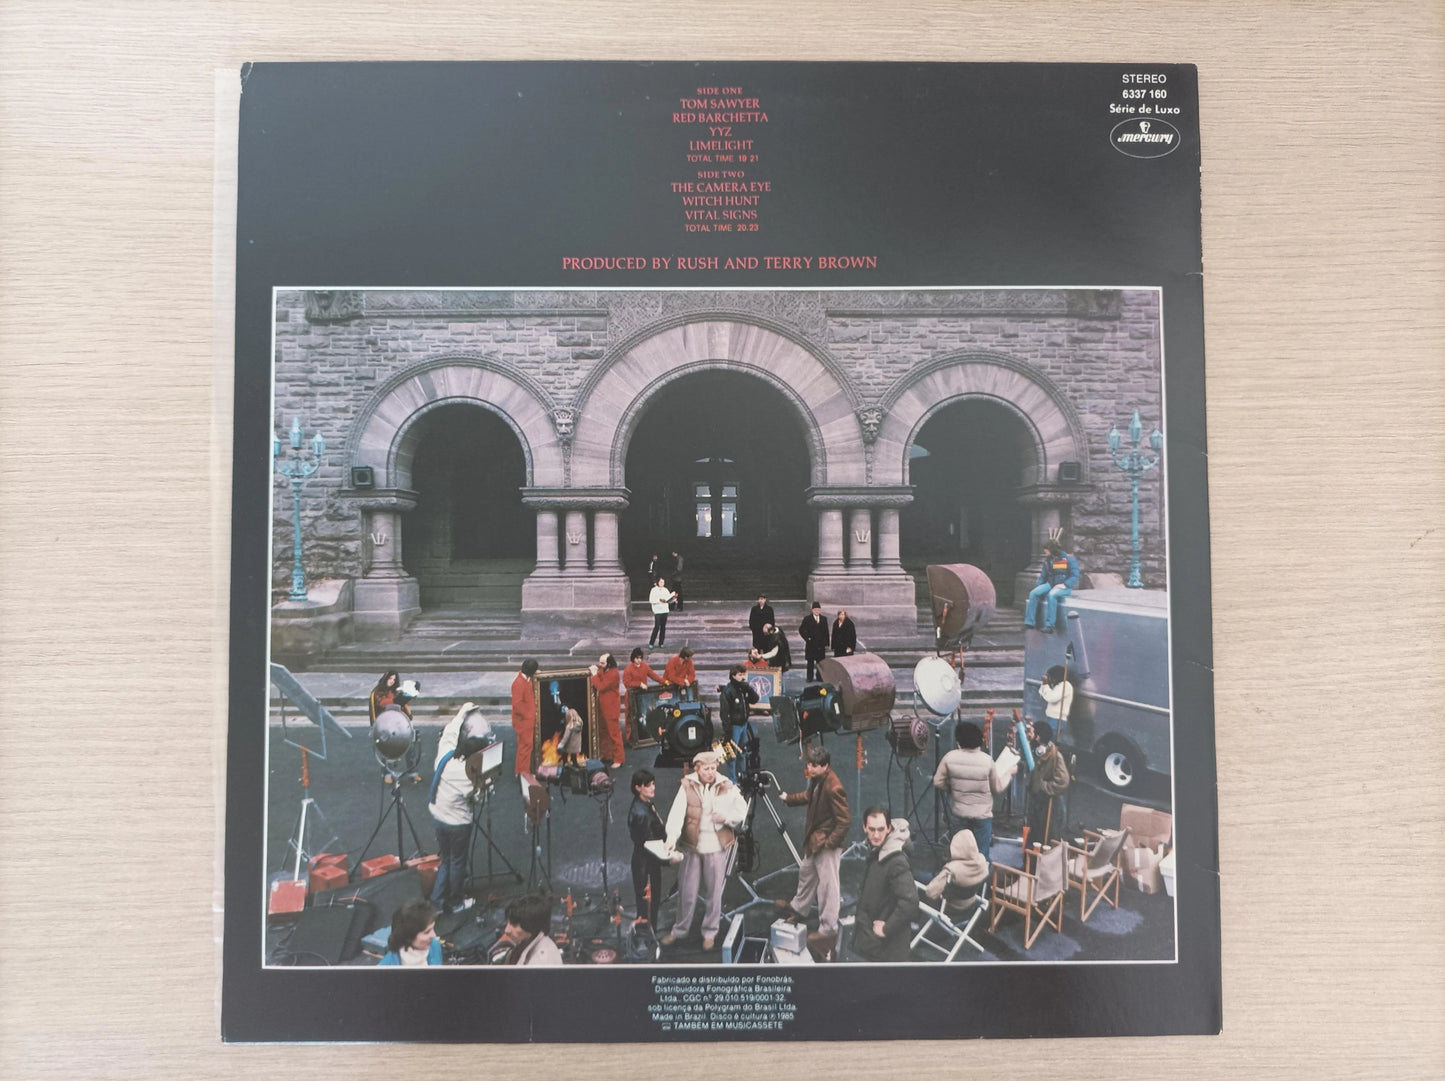 STEREO
6337 160
Série de Luxo
mercury
SIDE ONE
TOM SAWYER
RED BARCHETTA
YYZ
LIMELIGHT
TOTAL TIME 19 21
SIDE TWO
THE CAMERA EYE
WITCH HUNT
VITAL SIGNS
TOTAL TIME 20.23
PRODUCED BY RUSH AND TERRY BROWN
Fabricado e distribuído por Fonobrás,
Distribuidora Fonográfica Brasileira
Ltda., CGC nº 29.010.519/0001-32,
sob licença da Polygram do Brasil Ltda.
Made in Brazil. Disco é cultura ℗ 1985
TAMBÉM EM MUSICASSETE